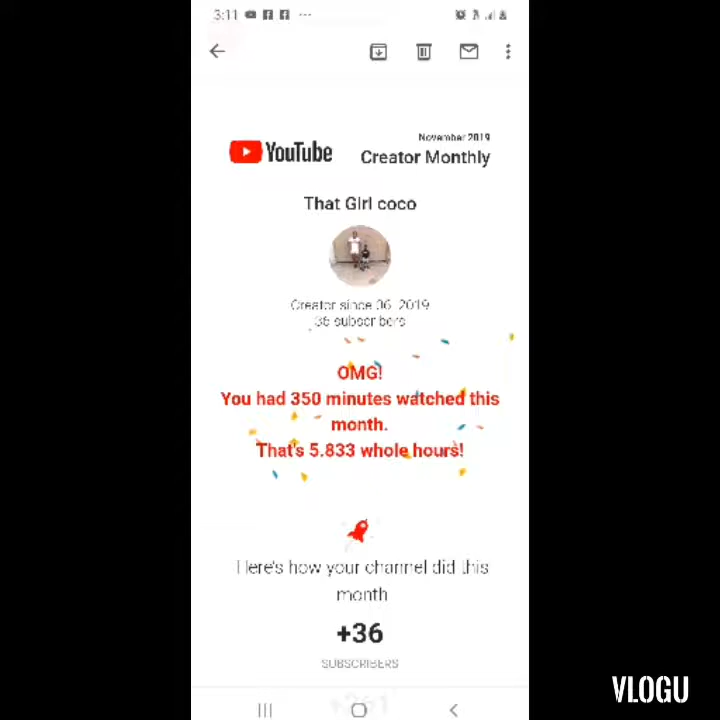 3:11
November 2019
YouTube
Creator Monthly
That Girl coco
Creator since 06, 2019
36 subscribers
OMG!
You had 350 minutes watched this
month.
That's 5.833 whole hours!
Here's how your channel did this
month
+36
SUBSCRIBERS
VLOGU